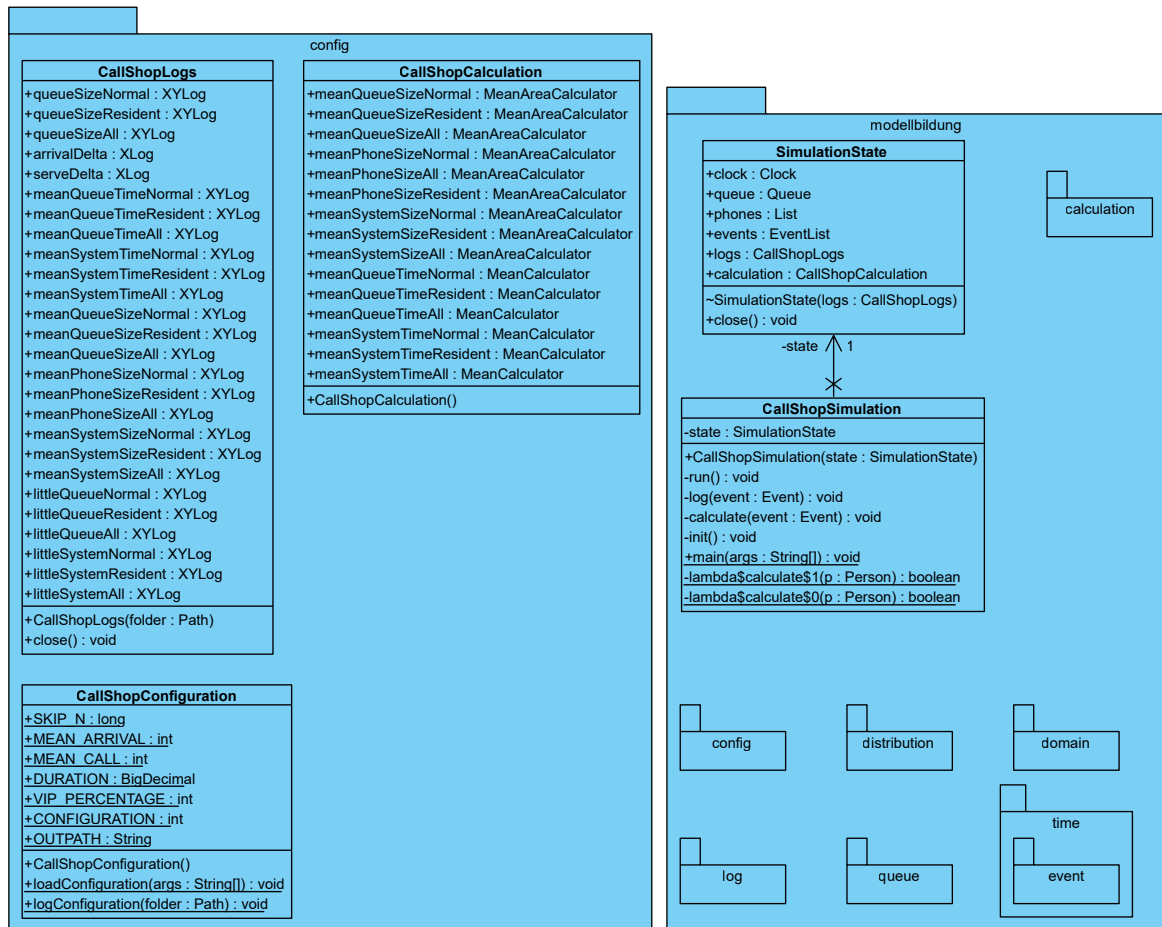 config
CallShopLogs
+queueSizeNormal : XYLog
+queueSizeResident : XYLog
+queueSizeAll : XYLog
+arrivalDelta : XLog
+serveDelta : XLog
+meanQueueTimeNormal : XYLog
+meanQueueTimeResident : XYLog
+meanQueueTimeAll : XYLog
+meanSystemTimeNormal : XYLog
+meanSystemTimeResident : XYLog
+meanSystemTimeAll : XYLog
+meanQueueSizeNormal : XYLog
+meanQueueSizeResident : XYLog
+meanQueueSizeAll : XYLog
+meanPhoneSizeNormal : XYLog
+meanPhoneSizeResident : XYLog
+meanPhoneSizeAll : XYLog
+meanSystemSizeNormal : XYLog
+meanSystemSizeResident : XYLog
+meanSystemSizeAll : XYLog
+littleQueueNormal : XYLog
+littleQueueResident : XYLog
+littleQueueAll : XYLog
+littleSystemNormal : XYLog
+littleSystemResident : XYLog
+littleSystemAll : XYLog
+CallShopLogs(folder : Path)
+close() : void
CallShopCalculation
+meanQueueSizeNormal : MeanAreaCalculator
+meanQueueSizeResident : MeanAreaCalculator
+meanQueueSizeAll : MeanAreaCalculator
+meanPhoneSizeNormal : MeanAreaCalculator
+meanPhoneSizeAll : MeanAreaCalculator
+meanPhoneSizeResident : MeanAreaCalculator
+meanSystemSizeNormal : MeanAreaCalculator
+meanSystemSizeResident : MeanAreaCalculator
+meanSystemSizeAll : MeanAreaCalculator
+meanQueueTimeNormal : MeanCalculator
+meanQueueTimeResident : MeanCalculator
+meanQueueTimeAll : MeanCalculator
+meanSystemTimeNormal : MeanCalculator
+meanSystemTimeResident : MeanCalculator
+meanSystemTimeAll : MeanCalculator
+CallShopCalculation()
CallShopConfiguration
+SKIP_N : long
+MEAN_ARRIVAL : int
+MEAN_CALL : int
+DURATION : BigDecimal
+VIP_PERCENTAGE : int
+CONFIGURATION : int
+OUTPATH : String
+CallShopConfiguration()
+loadConfiguration(args : String[]) : void
+logConfiguration(folder : Path) : void
modellbildung
SimulationState
+clock : Clock
+queue : Queue
+phones : List
+events : EventList
+logs : CallShopLogs
+calculation : CallShopCalculation
~SimulationState(logs : CallShopLogs)
+close() : void
calculation
-state 1
CallShopSimulation
-state : SimulationState
+CallShopSimulation(state : SimulationState)
-run() : void
-log(event : Event) : void
-calculate(event : Event) : void
-init() : void
+main(args : String[]) : void
-lambda$calculate$1(p : Person) : boolean
-lambda$calculate$0(p : Person) : boolean
config
distribution
domain
log
queue
time
event